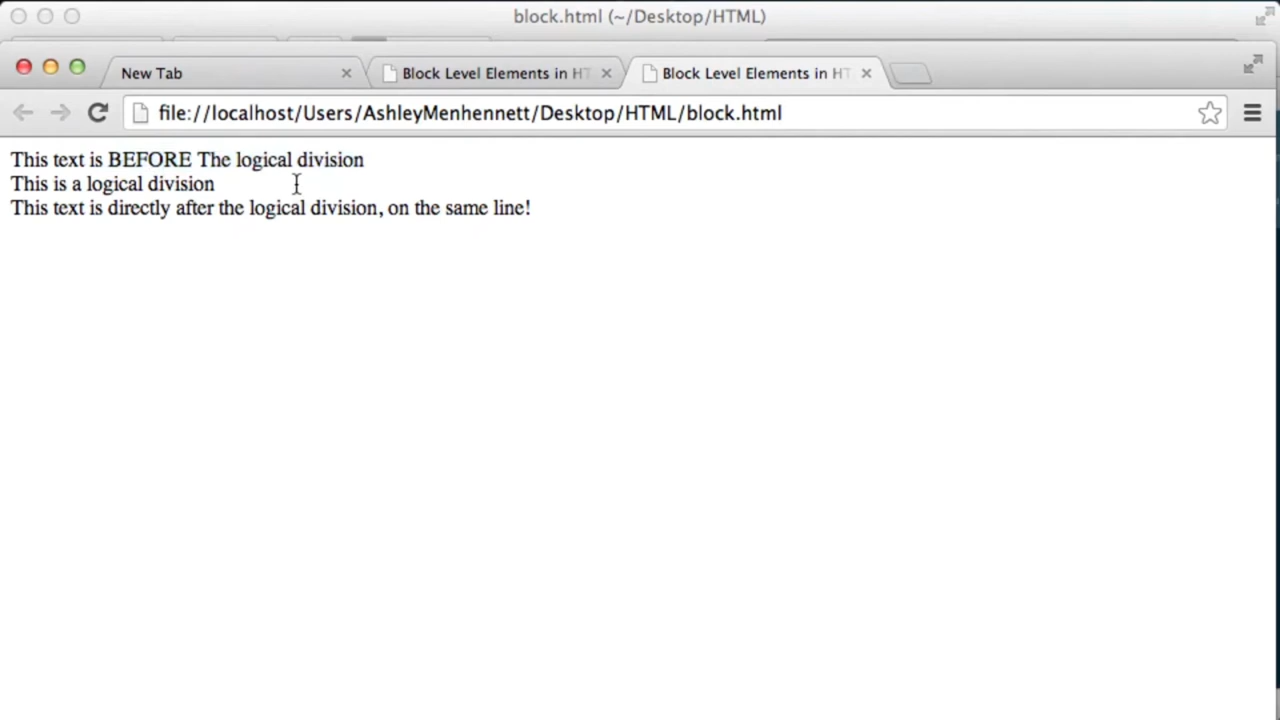 block.html (~/Desktop/HTML)
New Tab
Block Level Elements in HT
Block Level Elements in HT
file://localhost/Users/AshleyMenhennett/Desktop/HTML/block.html
This text is BEFORE The logical division
This is a logical division
This text is directly after the logical division, on the same line!